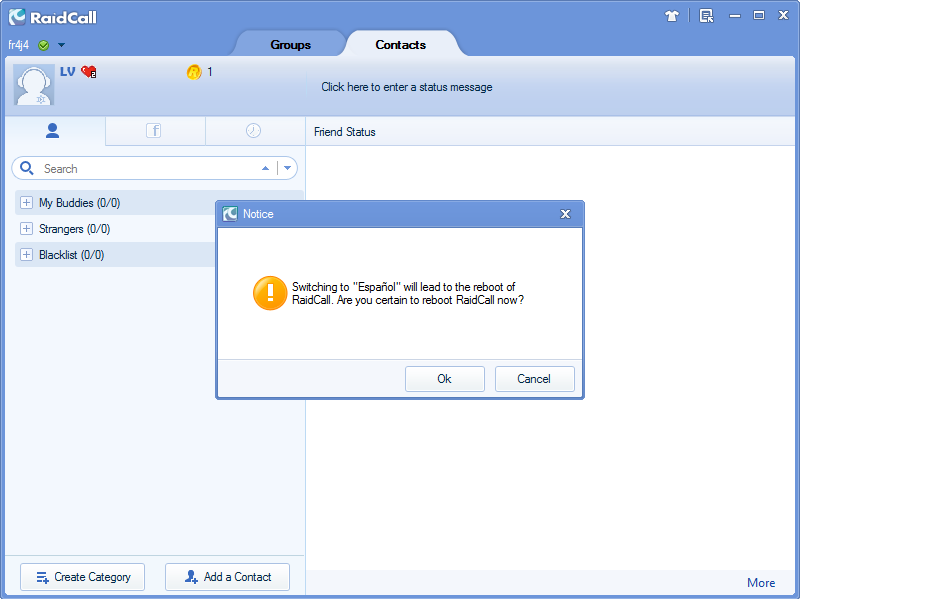 RaidCall
fr4j4
Groups
Contacts
LV 2
1
Click here to enter a status message
f
Friend Status
Search
My Buddies (0/0)
Strangers (0/0)
Blacklist (0/0)
Notice
Switching to "Español" will lead to the reboot of
RaidCall. Are you certain to reboot RaidCall now?
Ok
Cancel
Create Category
Add a Contact
More